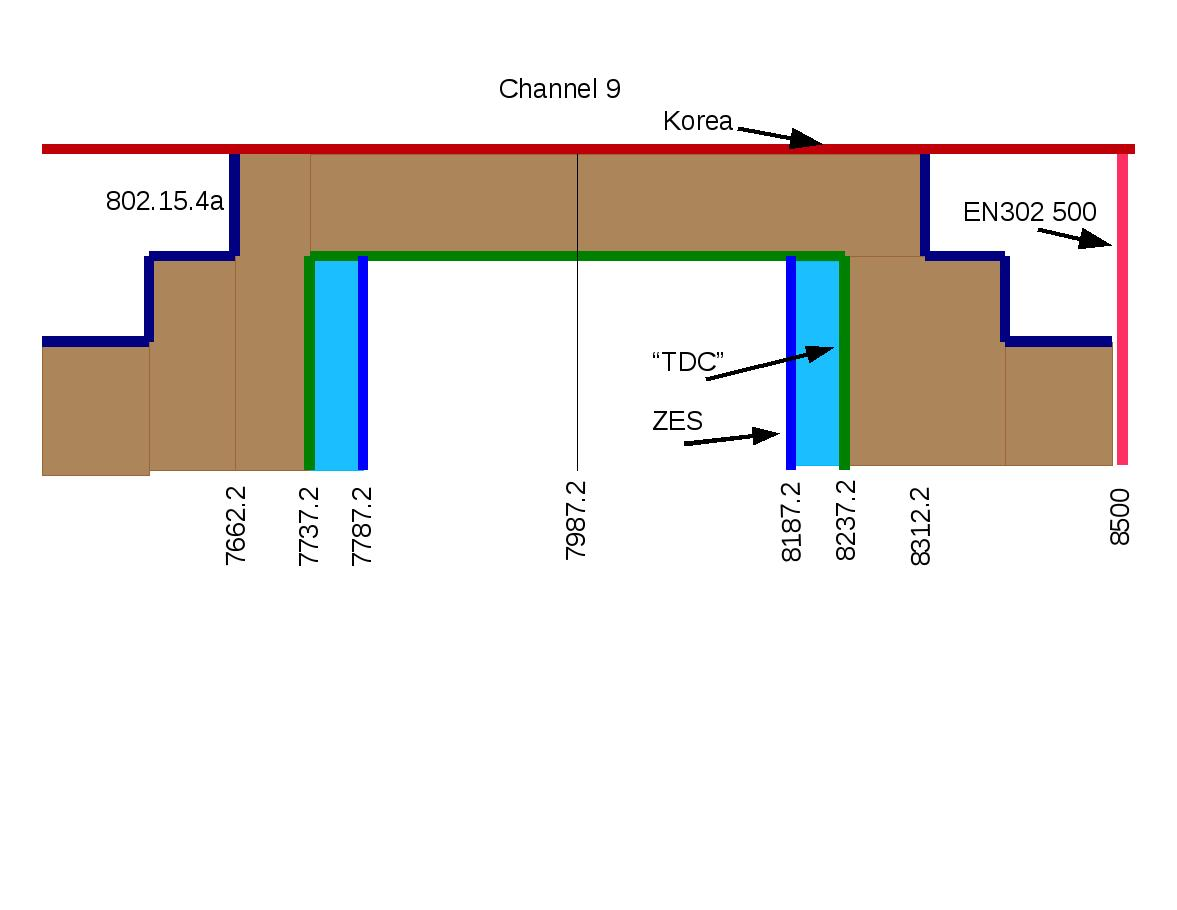 Channel 9
Korea
802.15.4a
EN302 500
“TDC”
ZES
7662.2
7737.2
7787.2
7987.2
8187.2
8237.2
8312.2
8500